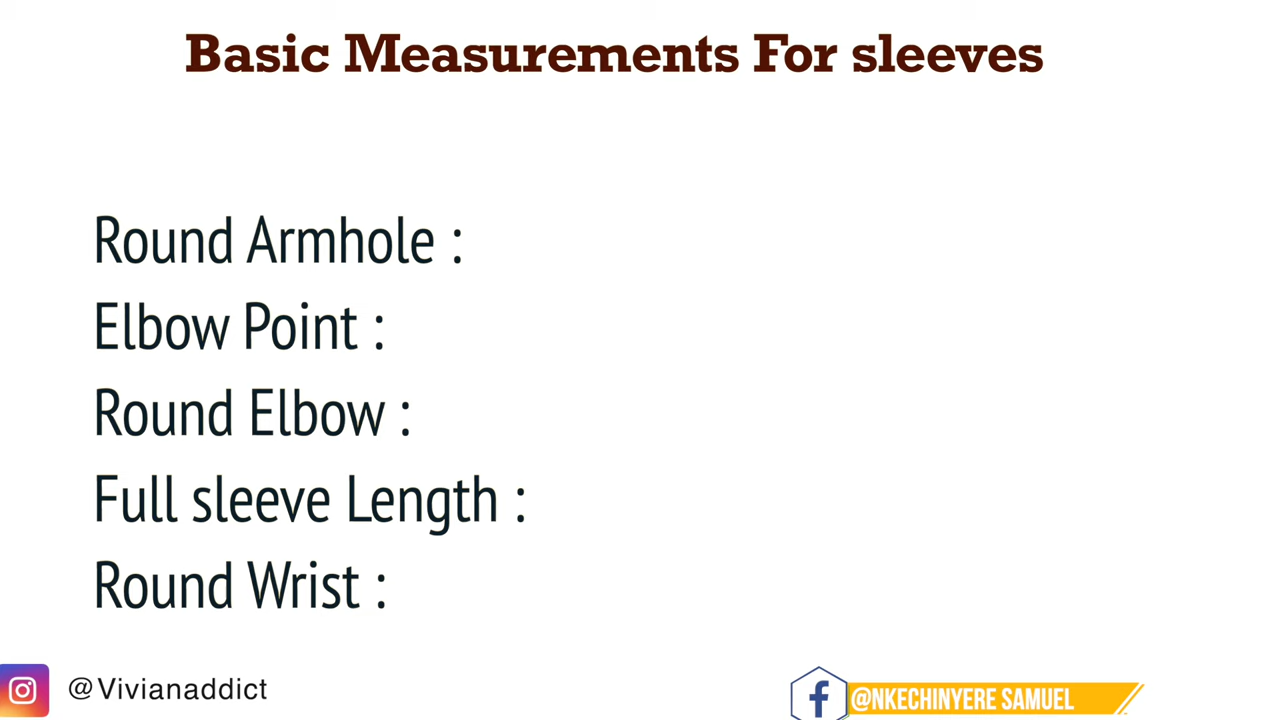 Basic Measurements For sleeves
Round Armhole :
Elbow Point :
Round Elbow :
Full sleeve Length :
Round Wrist :
@Vivianaddict
@NKECHINYERE SAMUEL